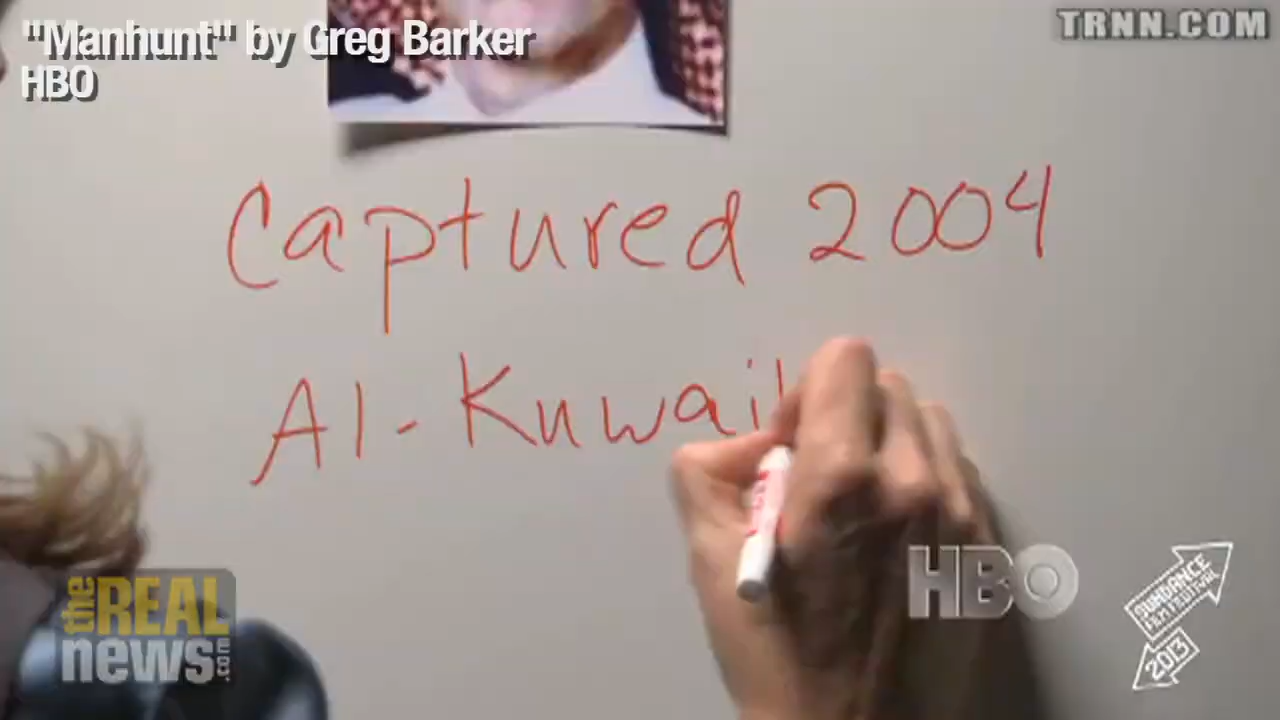 "Manhunt" by Greg Barker
HBO
TRNN.COM
Captured 2004
Al-Kuwait
the REAL news.com
HBO
SUNDANCE
FILM FESTIVAL
2013